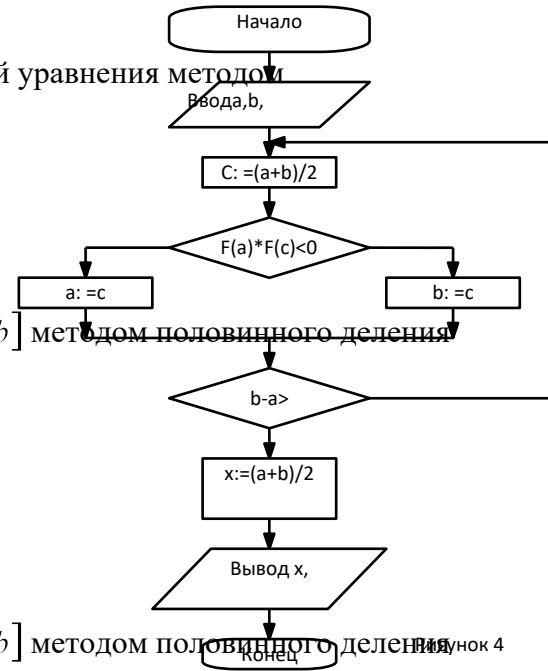 Начало
й уравнения методом
Ввода,b,
C: =(a+b)/2
F(a)*F(c)<0
a: =c
b: =c
b] методом половинного деления
b-a>
x:=(a+b)/2
Вывод x,
b] методом половинного деления
Рисунок 4
Конец